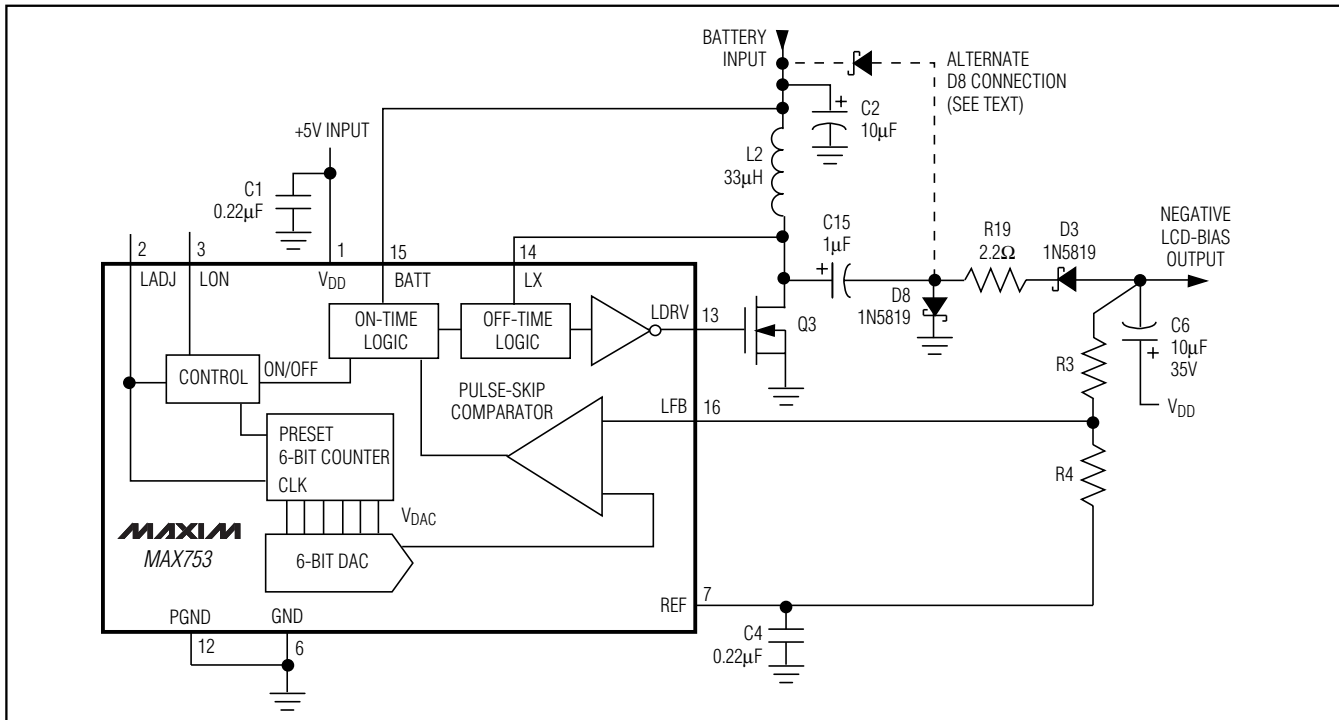 BATTERY
INPUT
ALTERNATE
D8 CONNECTION
(SEE TEXT)
+
C2
10µF
+5V INPUT
L2
33µH
C1
0.22µF
C15
1µF
+
R19
2.2Ω
D3
1N5819
NEGATIVE
LCD-BIAS
OUTPUT
2
3
1
15
14
LADJ
LON
VDD
BATT
LX
ON-TIME
LOGIC
OFF-TIME
LOGIC
LDRV
13
Q3
D8
1N5819
C6
10µF
+
35V
R3
VDD
CONTROL
ON/OFF
PULSE-SKIP
COMPARATOR
LFB
16
PRESET
6-BIT COUNTER
CLK
R4
VDAC
MAXIM
MAX753
6-BIT DAC
REF
7
PGND
GND
12
6
C4
0.22µF